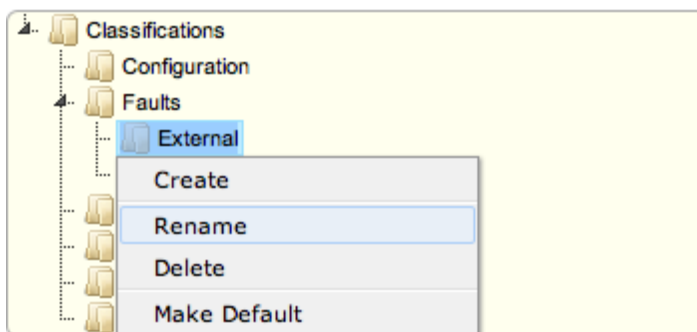 Classifications
Configuration
Faults
External
Create
Rename
Delete
Make Default